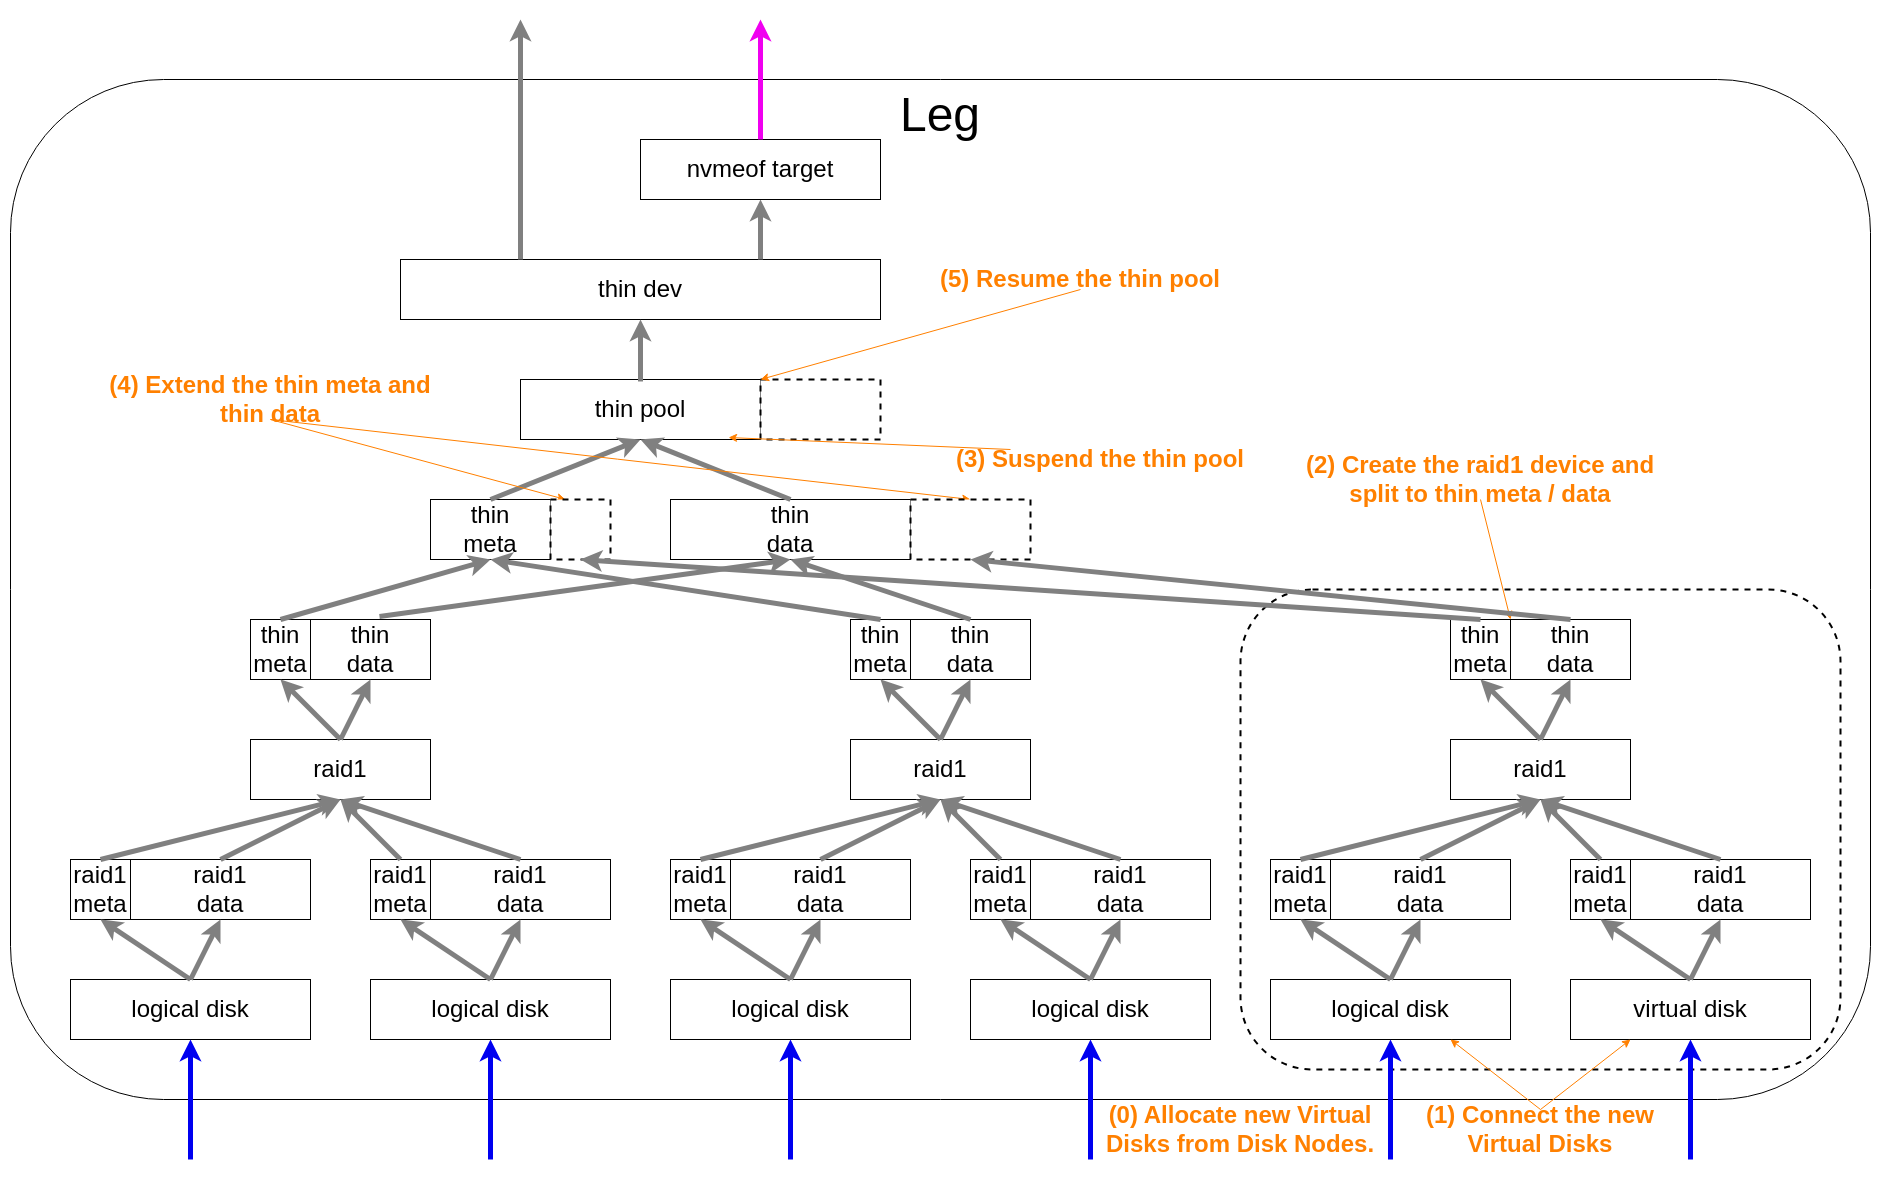 Leg
nvmeof target
thin dev
(5) Resume the thin pool
(4) Extend the thin meta and
thin data
thin pool
(3) Suspend the thin pool
(2) Create the raid1 device and
split to thin meta / data
thin
meta
thin
data
thin
meta
thin
data
thin
meta
thin
data
thin
meta
thin
data
raid1
raid1
raid1
raid1
meta
raid1
data
raid1
meta
raid1
data
raid1
meta
raid1
data
raid1
meta
raid1
data
raid1
meta
raid1
data
raid1
meta
raid1
data
logical disk
logical disk
logical disk
logical disk
logical disk
virtual disk
(0) Allocate new Virtual
Disks from Disk Nodes.
(1) Connect the new
Virtual Disks